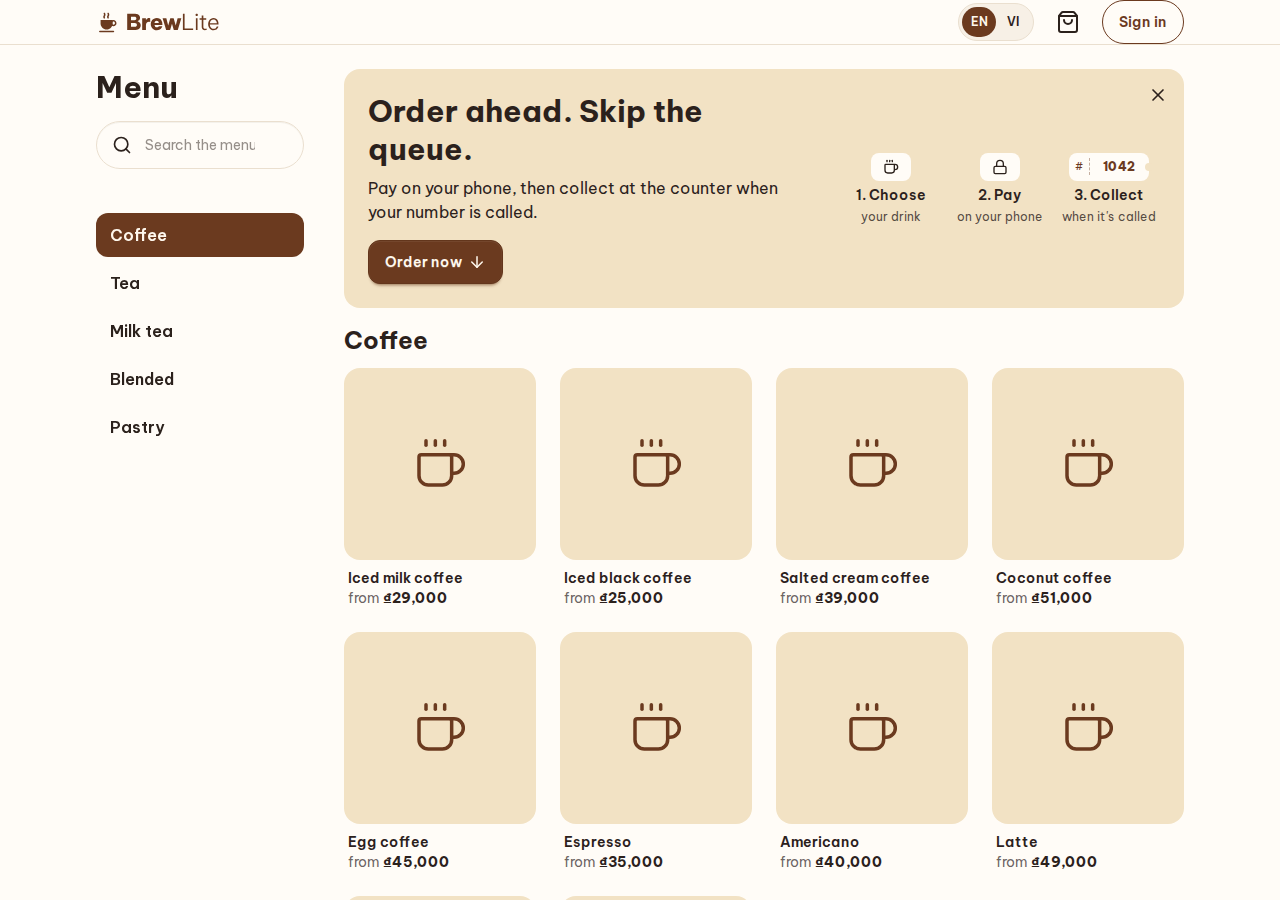 BrewLite
EN VI
Sign in
Menu
Search the menu
Coffee
Tea
Milk tea
Blended
Pastry
Order ahead. Skip the
queue.
Pay on your phone, then collect at the counter when
your number is called.
Order now
1. Choose
your drink
2. Pay
on your phone
# 1042
3. Collect
when it's called
Coffee
Iced milk coffee
from ₫29,000
Iced black coffee
from ₫25,000
Salted cream coffee
from ₫39,000
Coconut coffee
from ₫51,000
Egg coffee
from ₫45,000
Espresso
from ₫35,000
Americano
from ₫40,000
Latte
from ₫49,000